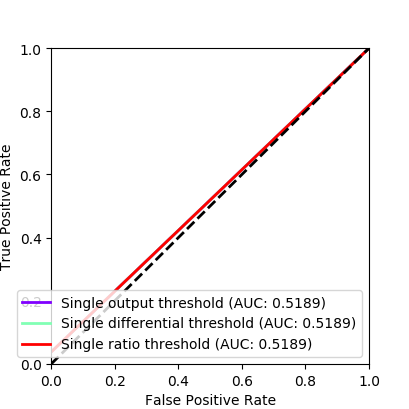 1.0
0.8
0.6
0.4
0.2
0.0
True Positive Rate
Single output threshold (AUC: 0.5189)
Single differential threshold (AUC: 0.5189)
Single ratio threshold (AUC: 0.5189)
0.0 0.2 0.4 0.6 0.8 1.0
False Positive Rate